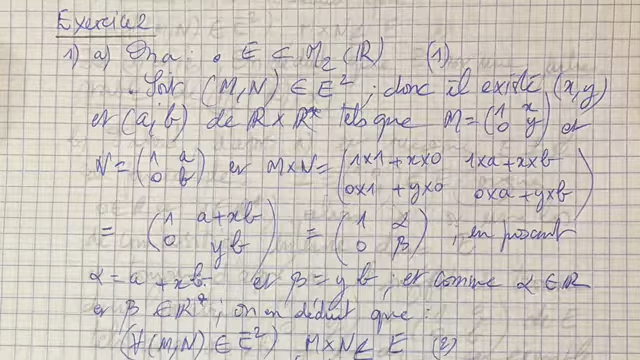 Exercice 2
1) a) On a : • E ⊂ M₂(ℝ) (1)
• Soit (M,N) ∈ E² ; donc il existe (x,y)
et (a,b) de ℝ×ℝ* tels que M = (1 x / 0 y) et
N = (1 a / 0 b) et M×N = (1×1+x×0 1×a+x×b / 0×1+y×0 0×a+y×b)
= (1 a+xb / 0 yb) = (1 α / 0 β) ; en posant
α = a+xb et β = yb ; et comme α ∈ ℝ
et β ∈ ℝ* ; on en déduit que :
(∀(M,N) ∈ E²) M×N ∈ E (2)